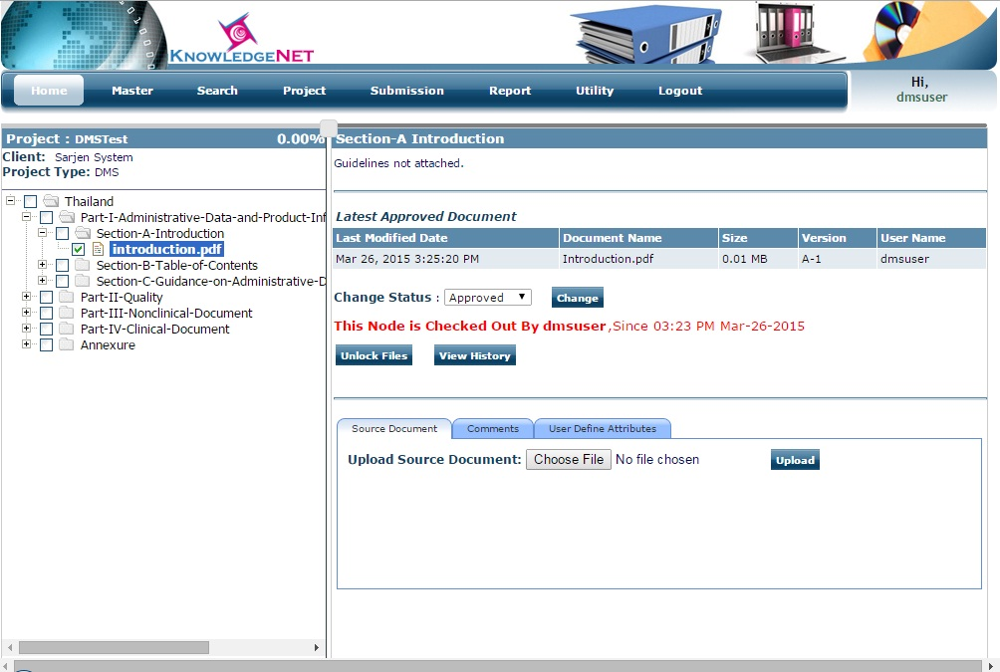 KNOWLEDGENET
Home Master Search Project Submission Report Utility Logout
Hi,
dmsuser
Project : DMSTest 0.00%
Client: Sarjen System
Project Type: DMS
Thailand
Part-I-Administrative-Data-and-Product-Inf
Section-A-Introduction
introduction.pdf
Section-B-Table-of-Contents
Section-C-Guidance-on-Administrative-D
Part-II-Quality
Part-III-Nonclinical-Document
Part-IV-Clinical-Document
Annexure
Section-A Introduction
Guidelines not attached.
Latest Approved Document
Last Modified Date Document Name Size Version User Name
Mar 26, 2015 3:25:20 PM Introduction.pdf 0.01 MB A-1 dmsuser
Change Status : Approved Change
This Node is Checked Out By dmsuser ,Since 03:23 PM Mar-26-2015
Unlock Files View History
Source Document Comments User Define Attributes
Upload Source Document: Choose File No file chosen Upload